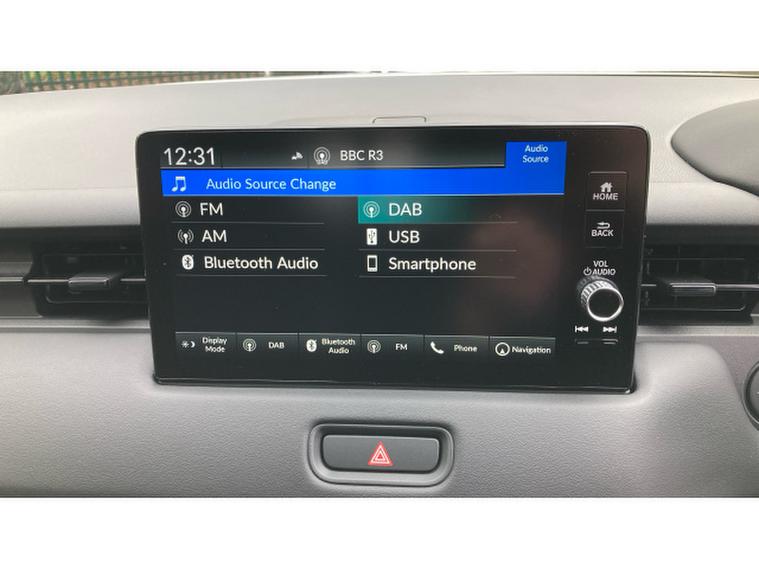 12:31 BBC R3 Audio Source
Audio Source Change
FM DAB
AM USB
Bluetooth Audio Smartphone
HOME
BACK
VOL
AUDIO
Display Mode DAB Bluetooth Audio FM Phone Navigation